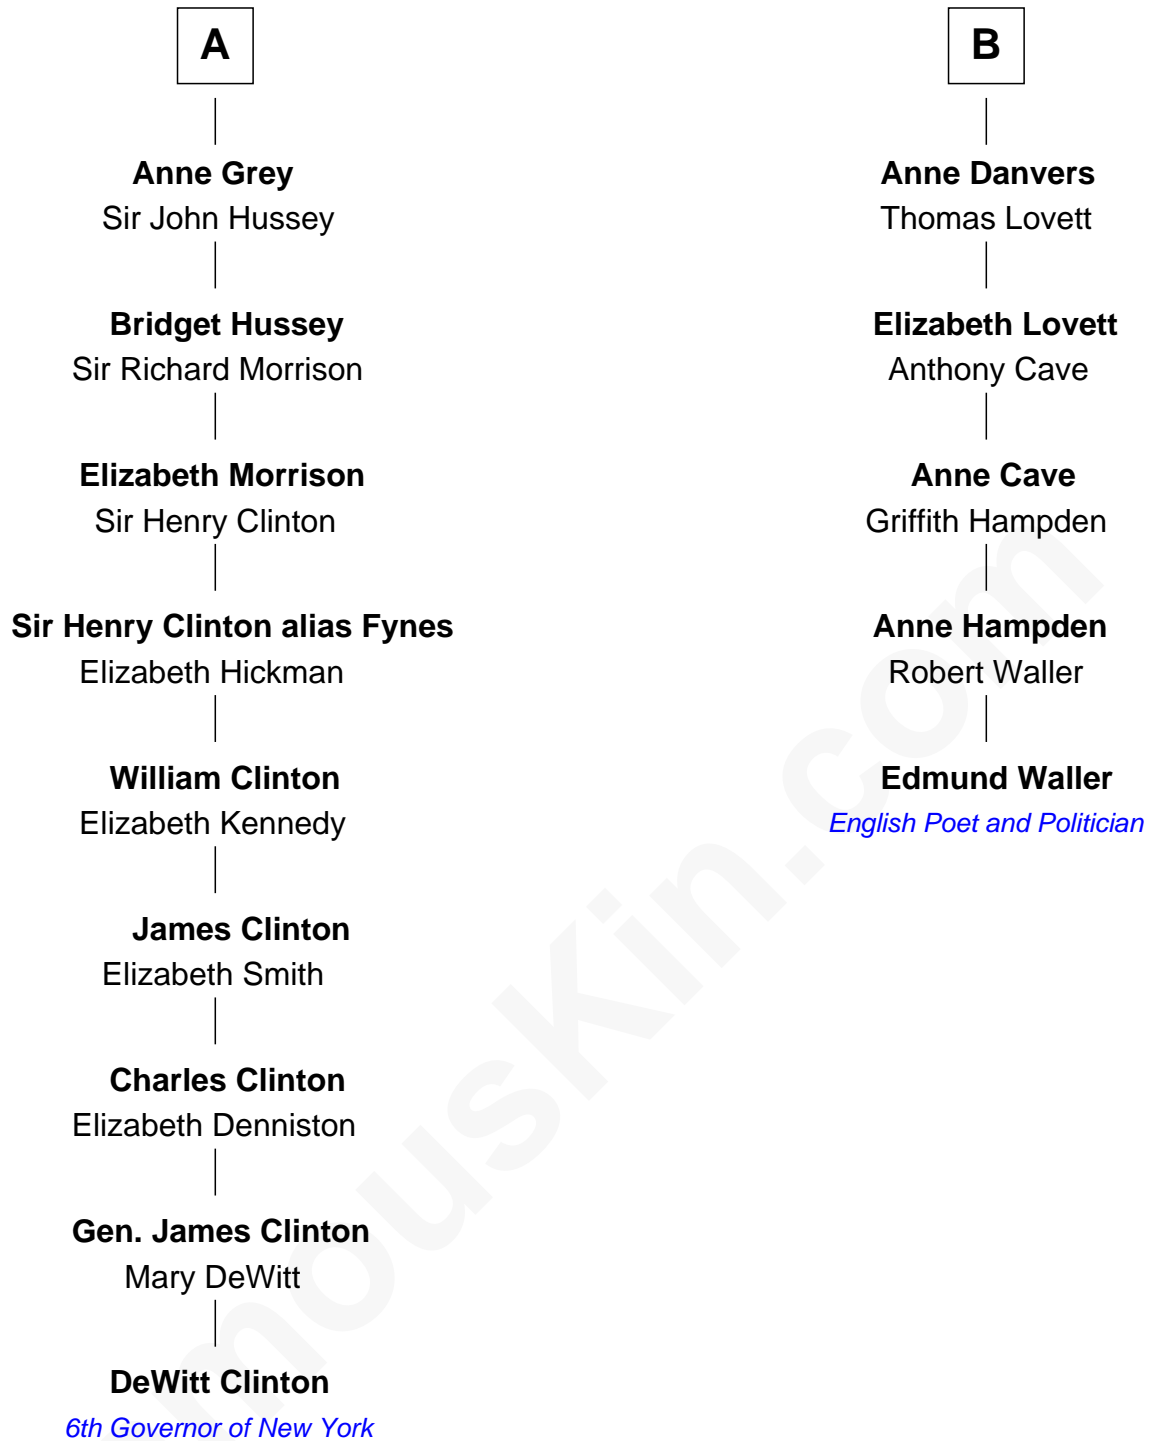 A
Anne Grey
Sir John Hussey
Bridget Hussey
Sir Richard Morrison
Elizabeth Morrison
Sir Henry Clinton
Sir Henry Clinton alias Fynes
Elizabeth Hickman
William Clinton
Elizabeth Kennedy
James Clinton
Elizabeth Smith
Charles Clinton
Elizabeth Denniston
Gen. James Clinton
Mary DeWitt
DeWitt Clinton
6th Governor of New York
B
Anne Danvers
Thomas Lovett
Elizabeth Lovett
Anthony Cave
Anne Cave
Griffith Hampden
Anne Hampden
Robert Waller
Edmund Waller
English Poet and Politician
mousKin.com